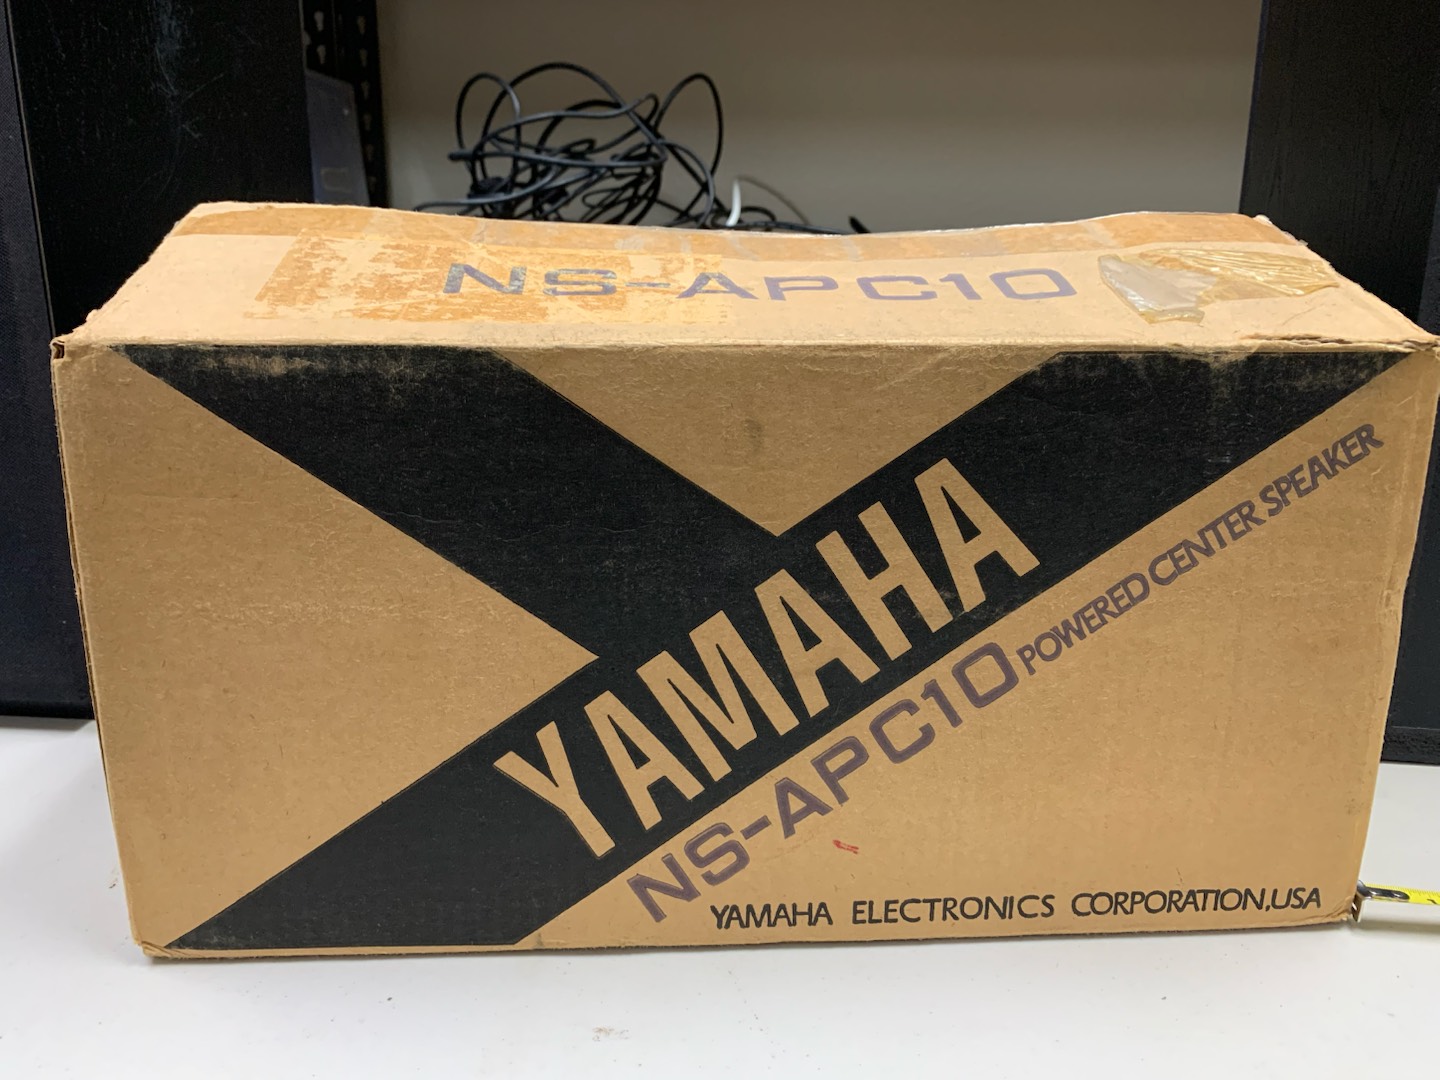 NS-APC10
YAMAHA
NS-APC10 POWERED CENTER SPEAKER
YAMAHA ELECTRONICS CORPORATION,USA